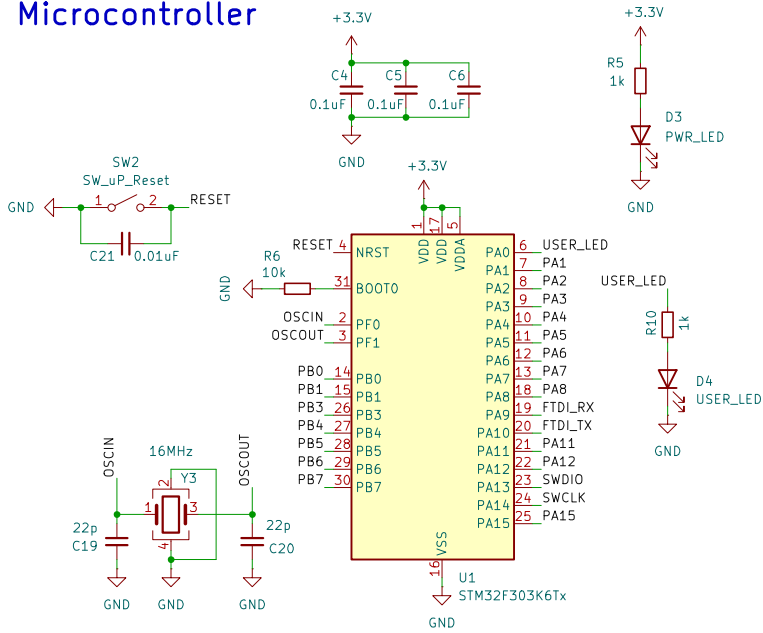 Microcontroller
+3.3V
C4
0.1uF
C5
0.1uF
C6
0.1uF
GND
+3.3V
R5
1k
D3
PWR_LED
GND
SW2
SW_uP_Reset
GND
1
2
RESET
C21
0.01uF
+3.3V
1
17
5
VDD
VDD
VDDA
RESET 4 NRST
R6
10k
GND
31 BOOT0
OSCIN 2 PF0
OSCOUT 3 PF1
PB0 14 PB0
PB1 15 PB1
PB3 26 PB3
PB4 27 PB4
PB5 28 PB5
PB6 29 PB6
PB7 30 PB7
PA0 6 USER_LED
PA1 7 PA1
PA2 8 PA2
PA3 9 PA3
PA4 10 PA4
PA5 11 PA5
PA6 12 PA6
PA7 13 PA7
PA8 18 PA8
PA9 19 FTDI_RX
PA10 20 FTDI_TX
PA11 21 PA11
PA12 22 PA12
PA13 23 SWDIO
PA14 24 SWCLK
PA15 25 PA15
VSS
16
U1
STM32F303K6Tx
GND
USER_LED
R10
1k
D4
USER_LED
GND
OSCIN
16MHz
Y3
OSCOUT
1
2
3
4
22p
C19
22p
C20
GND
GND
GND